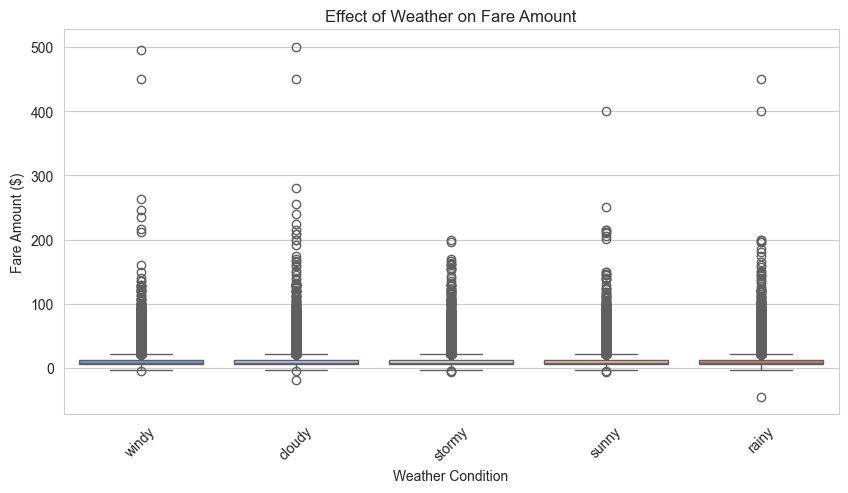 Effect of Weather on Fare Amount
500
400
300
200
100
0
Fare Amount ($)
windy
cloudy
stormy
sunny
rainy
Weather Condition